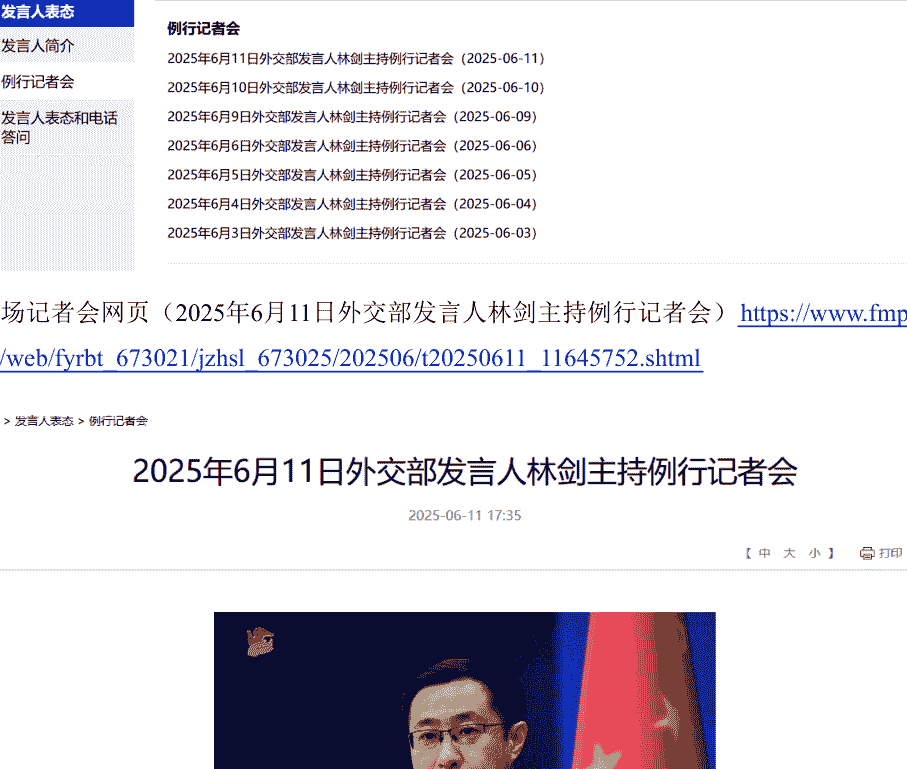 发言人表态
发言人简介
例行记者会
发言人表态和电话
答问
例行记者会
2025年6月11日外交部发言人林剑主持例行记者会（2025-06-11）
2025年6月10日外交部发言人林剑主持例行记者会（2025-06-10）
2025年6月9日外交部发言人林剑主持例行记者会（2025-06-09）
2025年6月6日外交部发言人林剑主持例行记者会（2025-06-06）
2025年6月5日外交部发言人林剑主持例行记者会（2025-06-05）
2025年6月4日外交部发言人林剑主持例行记者会（2025-06-04）
2025年6月3日外交部发言人林剑主持例行记者会（2025-06-03）
场记者会网页（2025年6月11日外交部发言人林剑主持例行记者会）https://www.fmp
/web/fyrbt_673021/jzhsl_673025/202506/t20250611_11645752.shtml
> 发言人表态 > 例行记者会
2025年6月11日外交部发言人林剑主持例行记者会
2025-06-11 17:35
【 中 大 小 】 打印